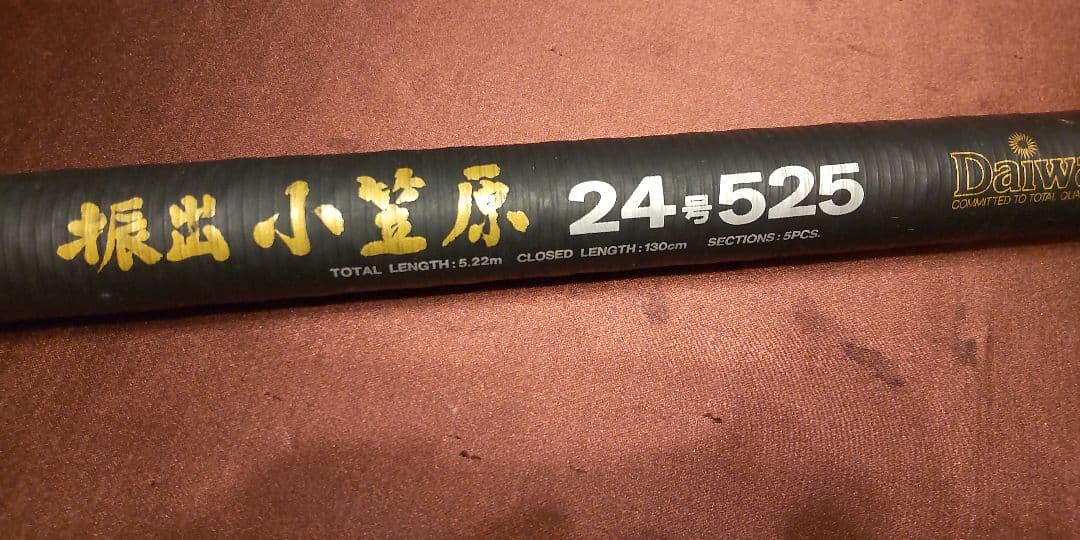 振出 小笠原 24号525
TOTAL LENGTH:5.22m CLOSED LENGTH:130cm SECTIONS:5PCS.
Daiwa
COMMITTED TO TOTAL QUA